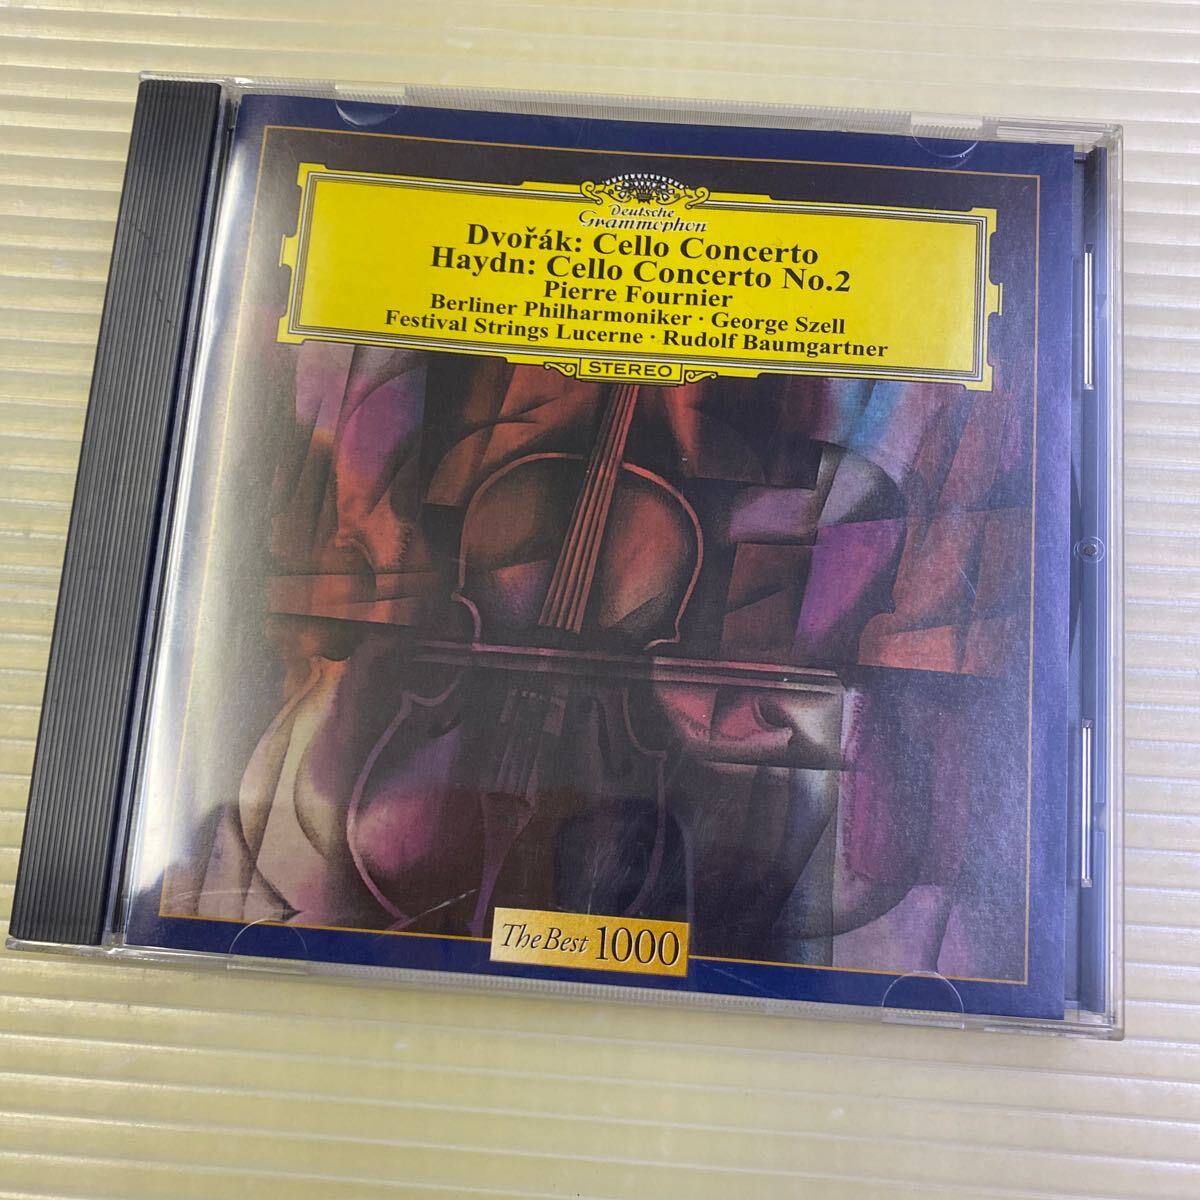 Deutsche
Grammophon
Dvořák: Cello Concerto
Haydn: Cello Concerto No.2
Pierre Fournier
Berliner Philharmoniker · George Szell
Festival Strings Lucerne · Rudolf Baumgartner
STEREO
The Best 1000